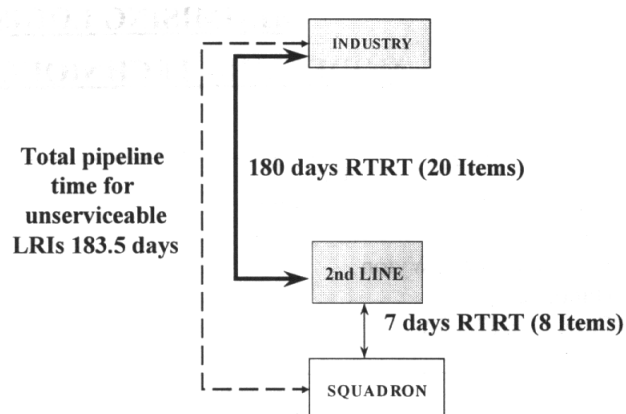 INDUSTRY
Total pipeline
time for
unserviceable
LRIs 183.5 days
180 days RTRT (20 Items)
2nd LINE
7 days RTRT (8 Items)
SQUADRON